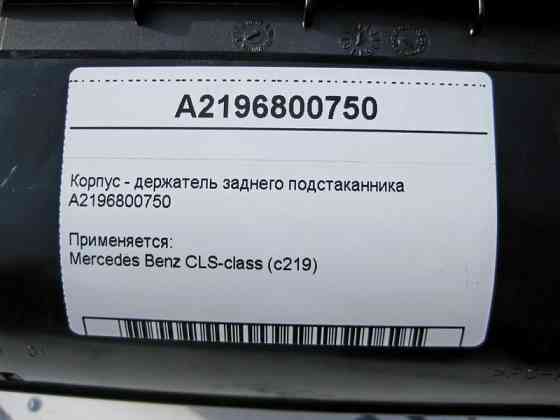 A2196800750
Корпус - держатель заднего подстаканника
A2196800750
Применяется:
Mercedes Benz CLS-class (c219)